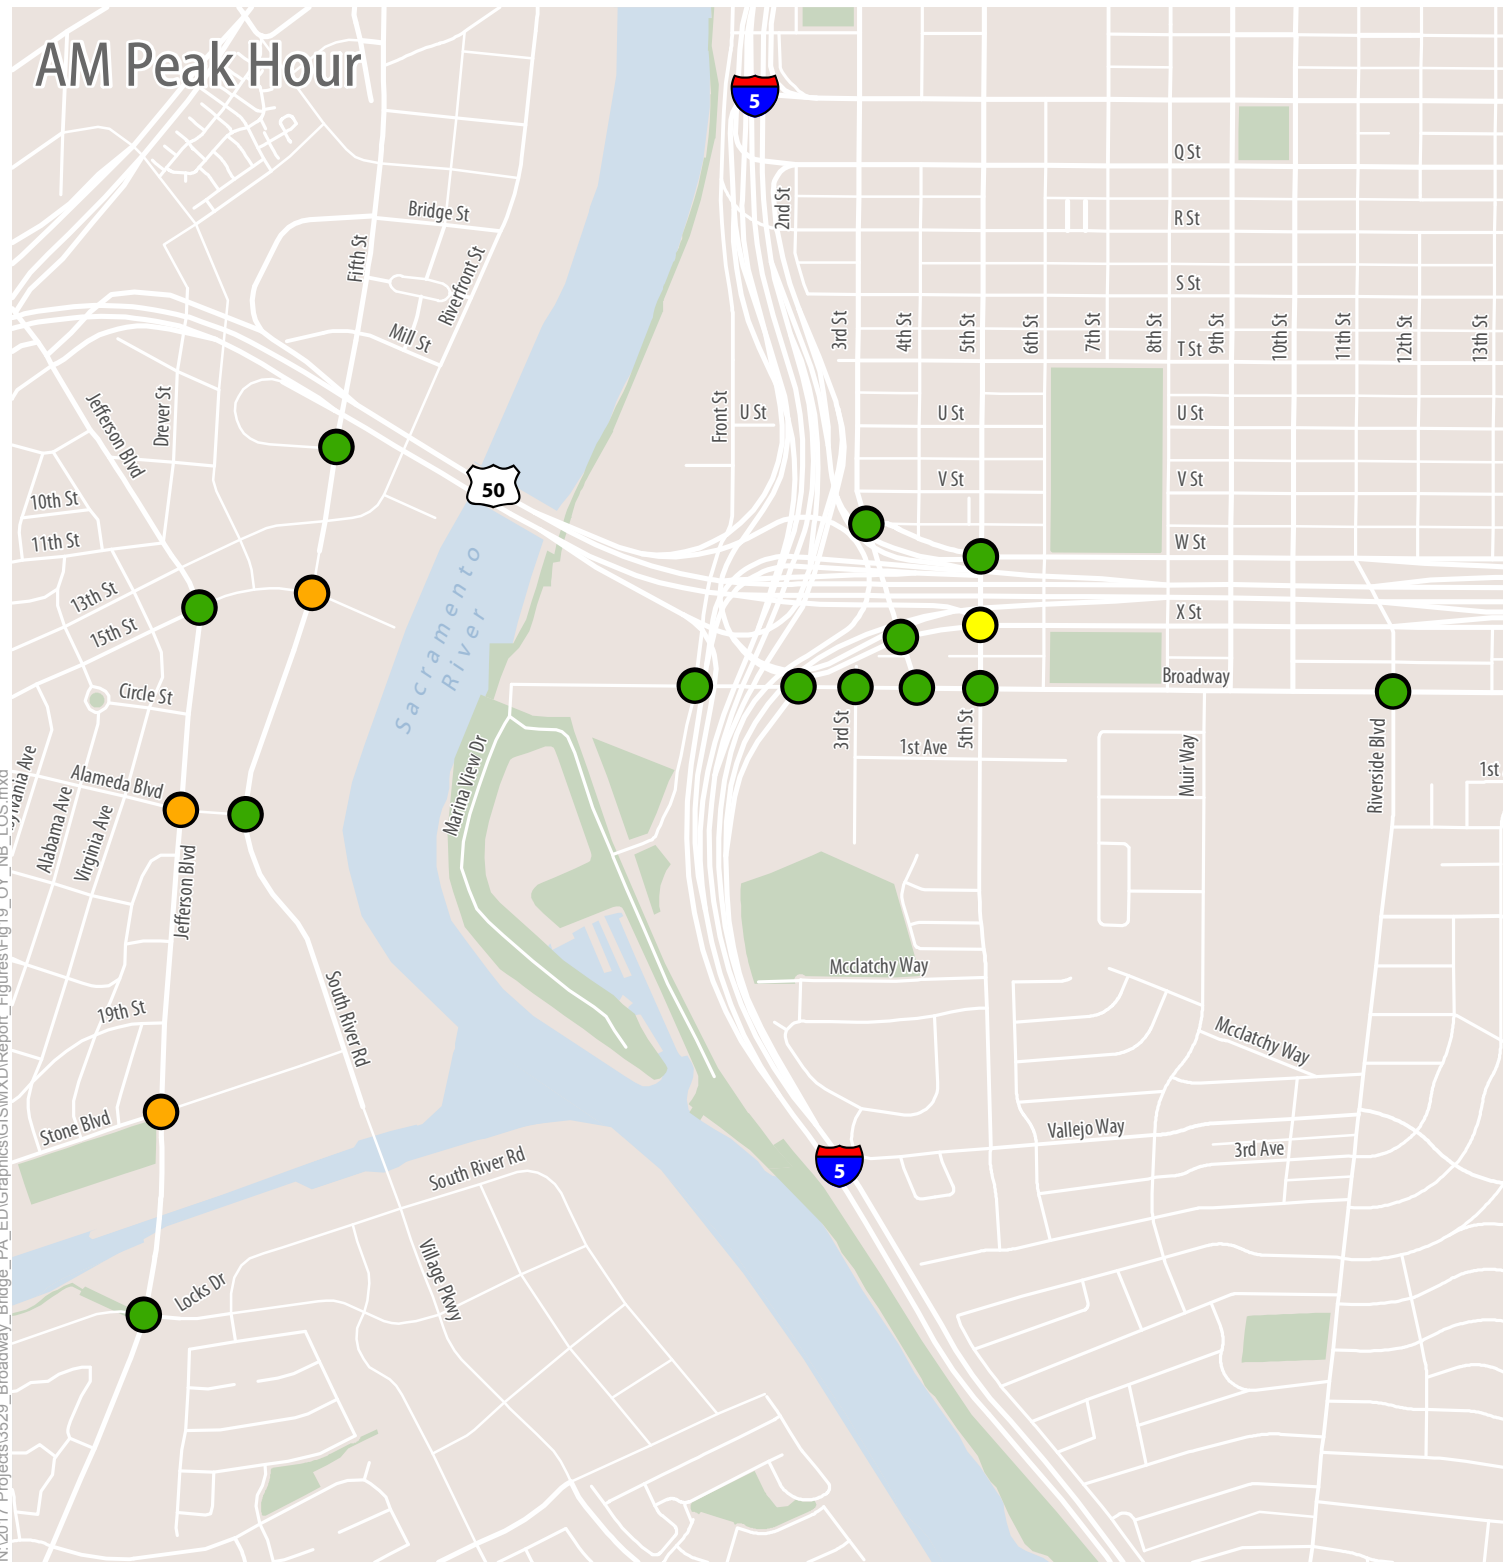 AM Peak Hour
5
Q St
Bridge St
2nd St
R St
Fifth St
Riverfront St
S St
Mill St
3rd St
4th St
5th St
6th St
7th St
8th St
T St
9th St
10th St
11th St
12th St
13th St
Jefferson Blvd
Drever St
Front St
U St
U St
U St
V St
V St
50
10th St
11th St
W St
13th St
15th St
Sacramento
River
X St
Circle St
Broadway
3rd St
5th St
1st Ave
Muir Way
Riverside Blvd
1st
Marina View Dr
Alameda Blvd
Alabama Ave
Virginia Ave
Jefferson Blvd
Mcclatchy Way
South River Rd
19th St
Mcclatchy Way
Stone Blvd
Vallejo Way
3rd Ave
South River Rd
5
Village Pkwy
Locks Dr